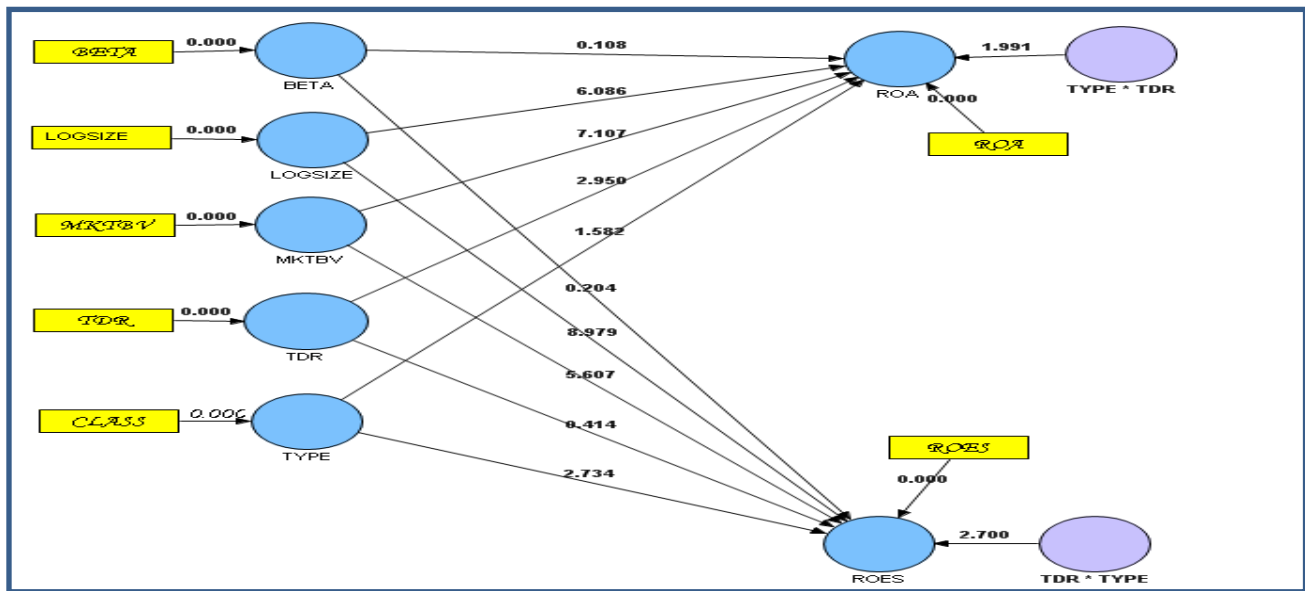 BETA
0.000
BETA
0.108
ROA
1.991
TYPE * TDR
0.000
ROA
LOGSIZE
0.000
LOGSIZE
6.086
MKTBV
0.000
MKTBV
7.107
TDR
0.000
TDR
2.950
CLASS
0.000
TYPE
1.582
0.204
8.979
5.607
0.414
2.734
ROES
0.000
ROES
2.700
TDR * TYPE